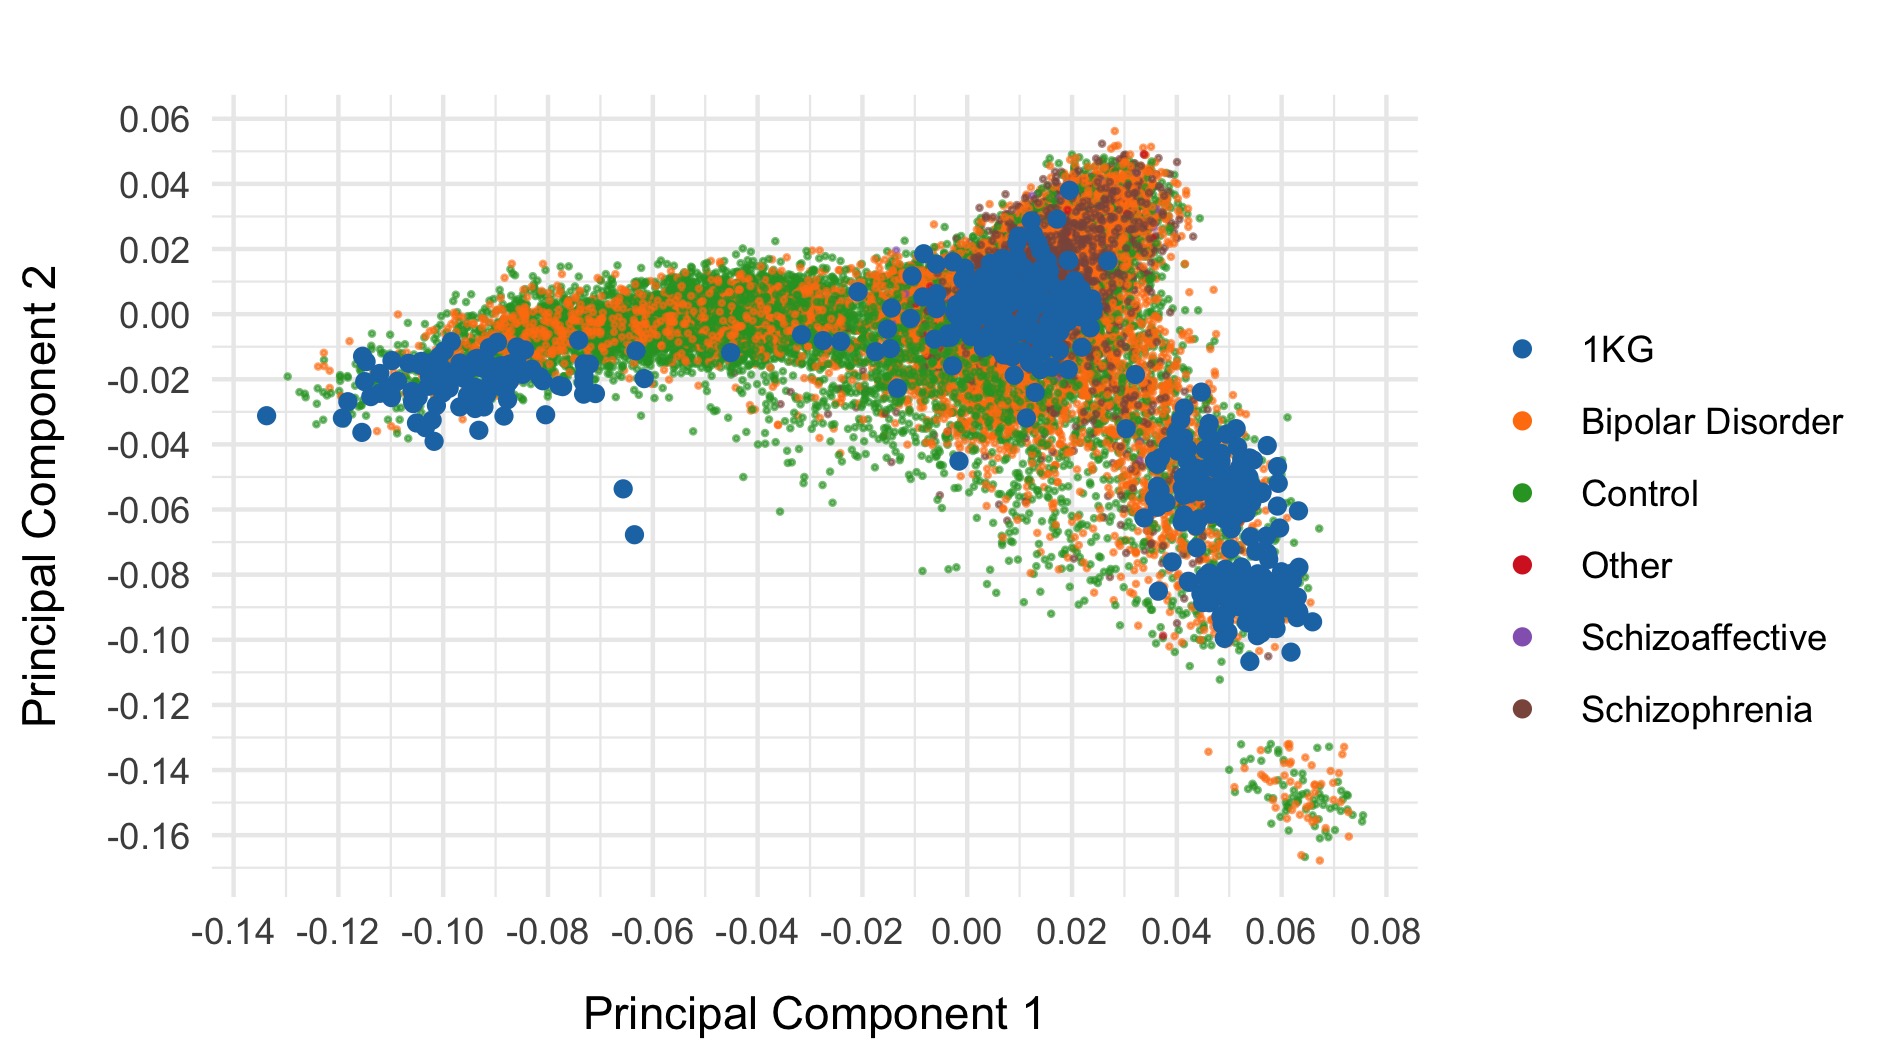 0.06
0.04
0.02
0.00
-0.02
-0.04
-0.06
-0.08
-0.10
-0.12
-0.14
-0.16
Principal Component 2
-0.14 -0.12 -0.10 -0.08 -0.06 -0.04 -0.02 0.00 0.02 0.04 0.06 0.08
Principal Component 1
1KG
Bipolar Disorder
Control
Other
Schizoaffective
Schizophrenia